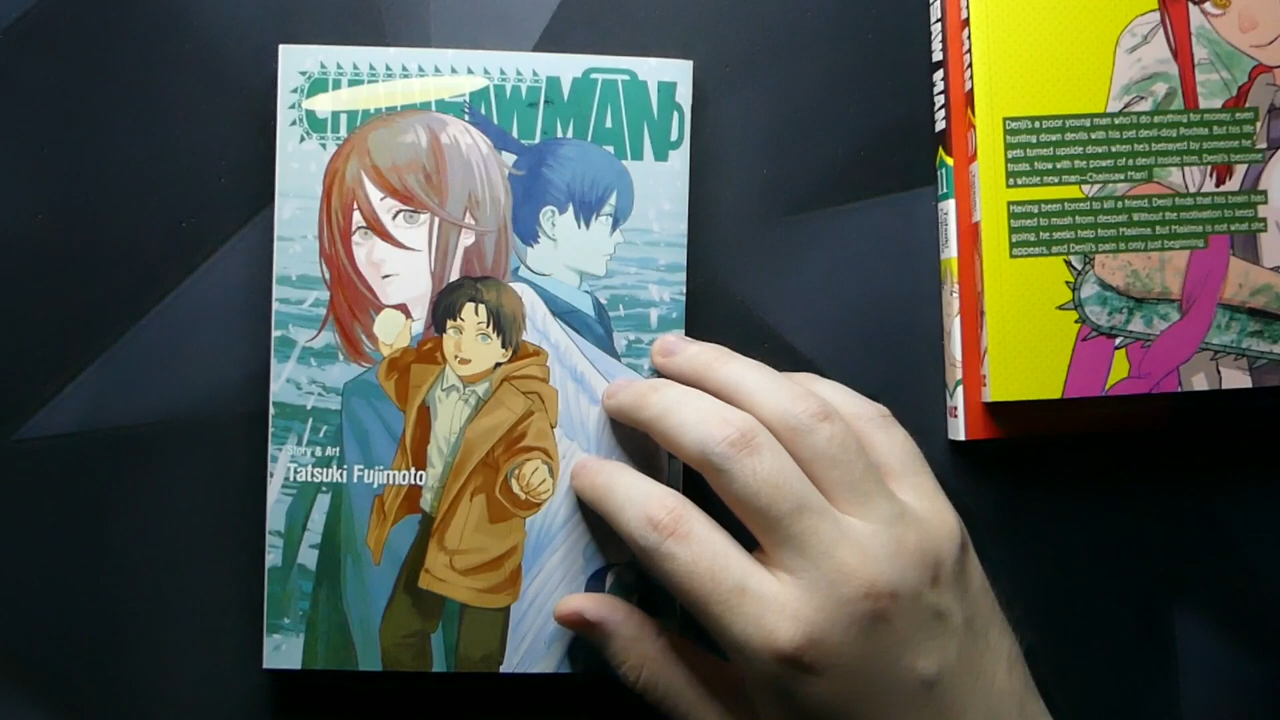 CHAINSAWMAN
Story & Art
Tatsuki Fujimoto
SAW MAN
MAN
11
Denji's a poor young man who'll do anything for money, even
hunting down devils with his pet devil-dog Pochita. But his life
gets turned upside down when he's betrayed by someone he
trusts. Now with the power of a devil inside him, Denji's become
a whole new man—Chainsaw Man!
Having been forced to kill a friend, Denji finds that his brain has
turned to mush from despair. Without the motivation to keep
going, he seeks help from Makima. But Makima is not what she
appears, and Denji's pain is only just beginning.